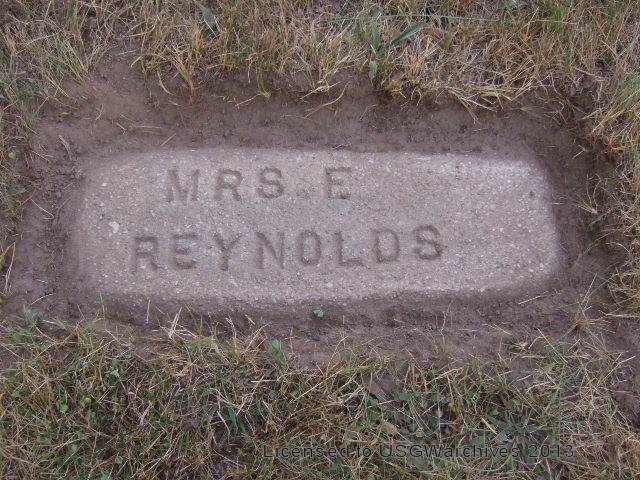 MRS. E
REYNOLDS
Licensed to USGWarchives 2013